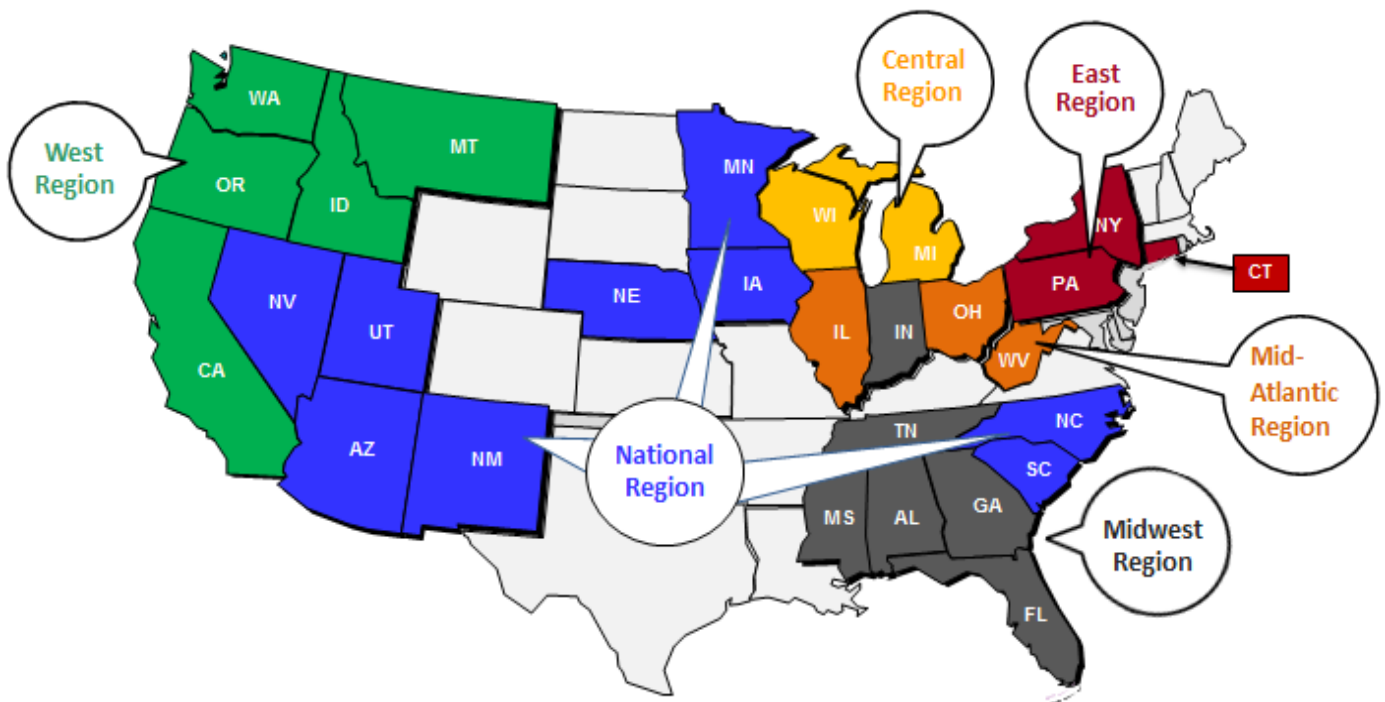 Central
Region
East
Region
West
Region
WA
MT
OR
ID
MN
WI
MI
NY
CT
PA
NV
UT
CA
NE
IA
IL
IN
OH
WV
Mid-
Atlantic
Region
AZ
NM
National
Region
TN
NC
SC
MS
AL
GA
Midwest
Region
FL